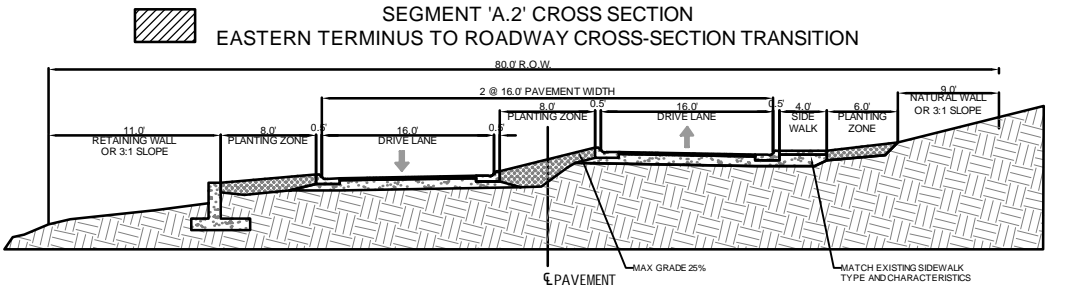 SEGMENT 'A.2' CROSS SECTION
EASTERN TERMINUS TO ROADWAY CROSS-SECTION TRANSITION
80.0' R.O.W.
2 @ 16.0' PAVEMENT WIDTH
11.0'
RETAINING WALL
OR 3:1 SLOPE
8.0'
PLANTING ZONE
0.5'
16.0'
DRIVE LANE
0.5'
8.0'
PLANTING ZONE
0.5'
16.0'
DRIVE LANE
0.5'
4.0'
SIDE
WALK
6.0'
PLANTING
ZONE
9.0'
NATURAL WALL
OR 3:1 SLOPE
MAX GRADE 25%
MATCH EXISTING SIDEWALK
TYPE AND CHARACTERISTICS
℄ PAVEMENT